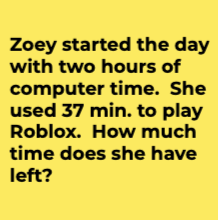 Zoey started the day
with two hours of
computer time.  She
used 37 min. to play
Roblox.  How much
time does she have
left?